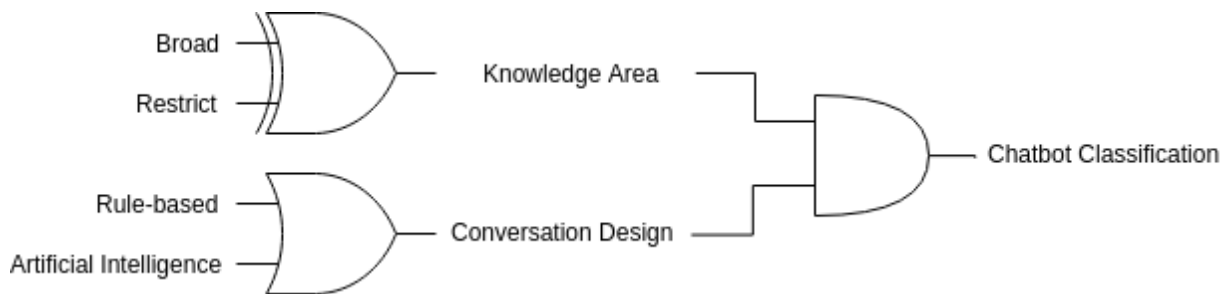 Broad
Restrict
Knowledge Area
Rule-based
Artificial Intelligence
Conversation Design
Chatbot Classification